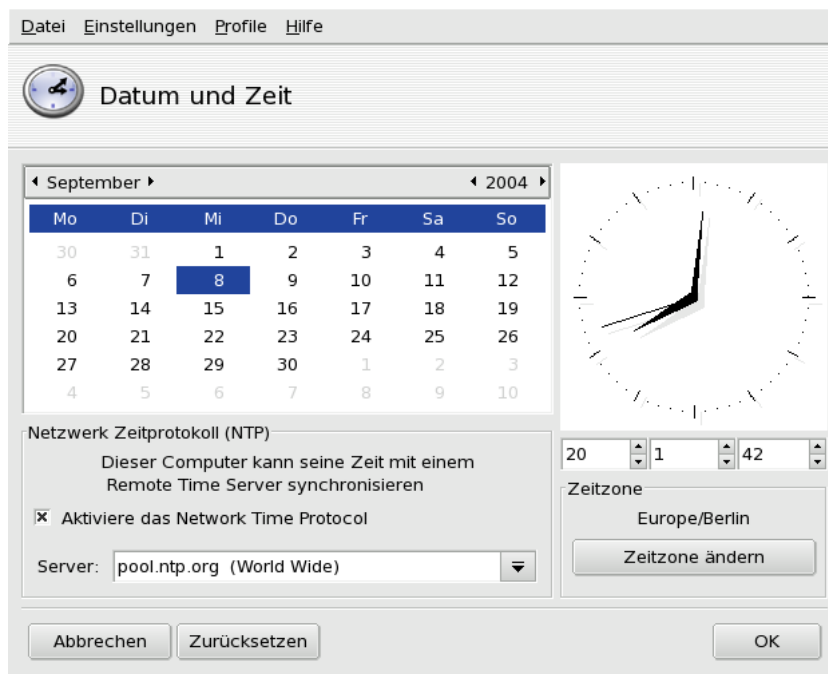 Datei Einstellungen Profile Hilfe
Datum und Zeit
September 2004
Mo Di Mi Do Fr Sa So
30 31 1 2 3 4 5
6 7 8 9 10 11 12
13 14 15 16 17 18 19
20 21 22 23 24 25 26
27 28 29 30 1 2 3
4 5 6 7 8 9 10
Netzwerk Zeitprotokoll (NTP)
Dieser Computer kann seine Zeit mit einem
Remote Time Server synchronisieren
Aktiviere das Network Time Protocol
Server: pool.ntp.org (World Wide)
20 1 42
Zeitzone
Europe/Berlin
Zeitzone ändern
Abbrechen Zurücksetzen OK